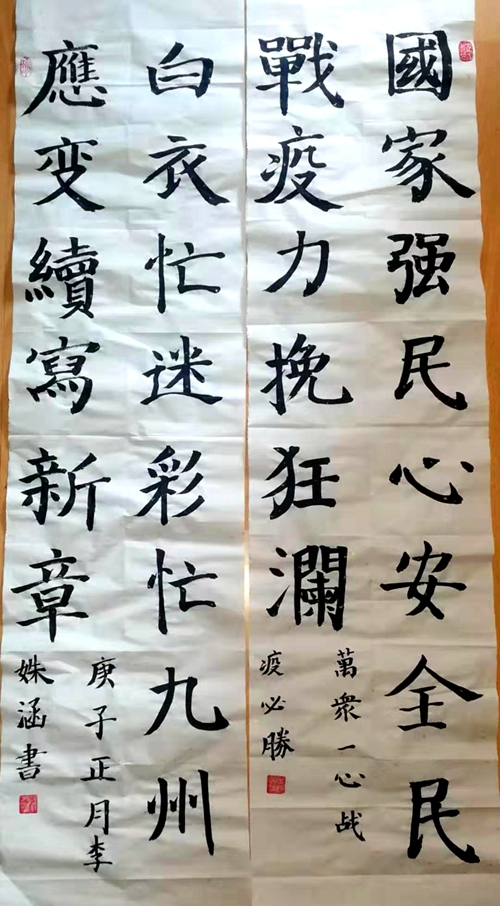 國家强民心安全民
戰疫力挽狂瀾
萬衆一心战
疫必勝
白衣忙迷彩忙九州
應变續寫新章
庚子正月李
姝涵書